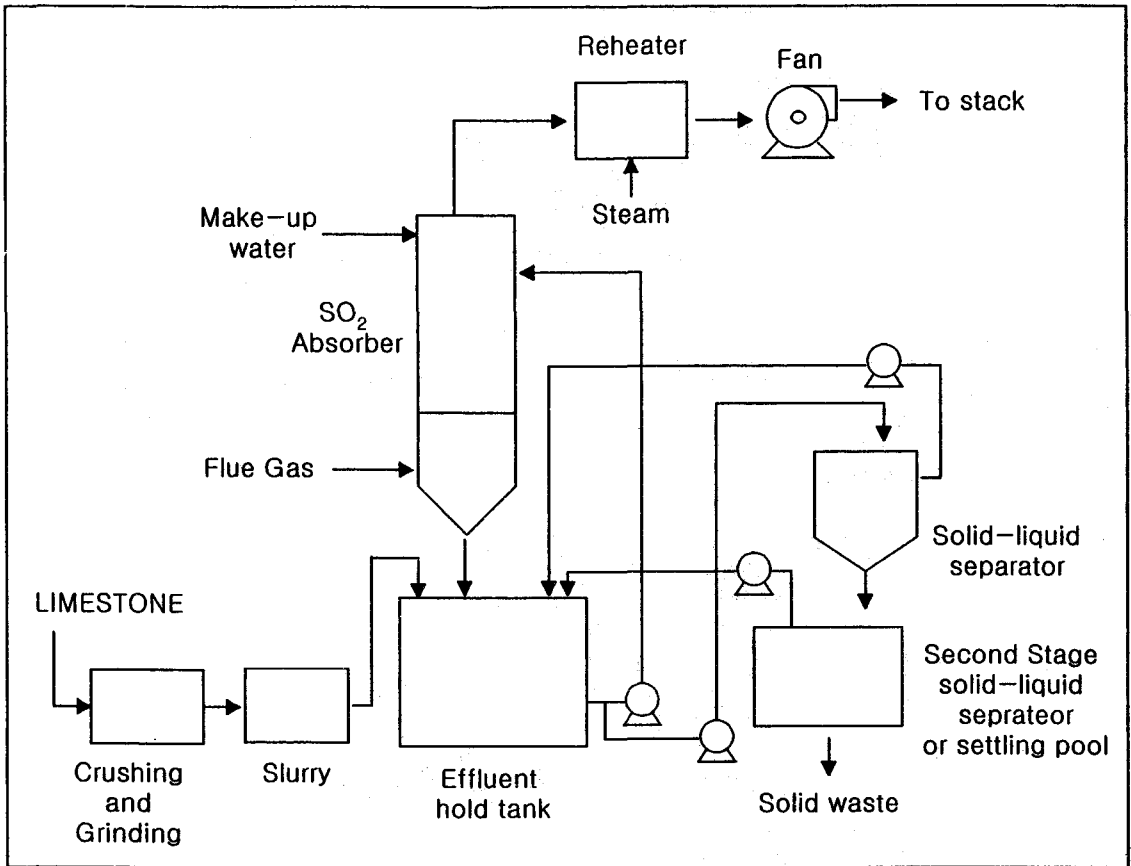 Reheater
Fan
To stack
Steam
Make-up
water
SO₂
Absorber
Flue Gas
Solid-liquid
separator
LIMESTONE
Second Stage
solid-liquid
seprateor
or settling pool
Crushing
and
Grinding
Slurry
Effluent
hold tank
Solid waste